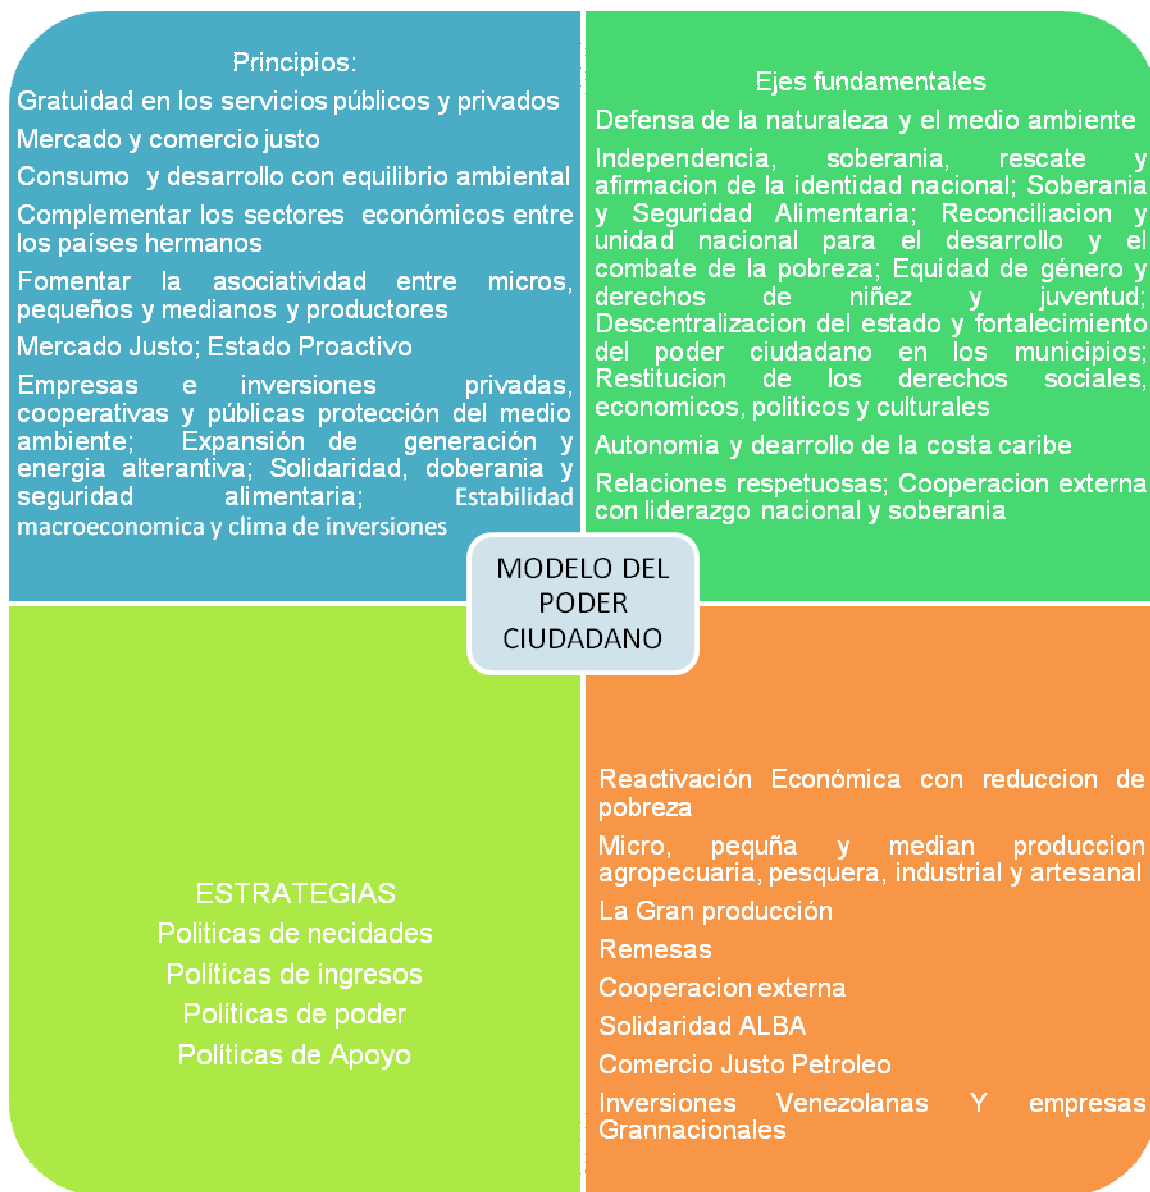 Principios:
Gratuidad en los servicios públicos y privados
Mercado y comercio justo
Consumo y desarrollo con equilibrio ambiental
Complementar los sectores económicos entre
los países hermanos
Fomentar la asociatividad entre micros,
pequeños y medianos y productores
Mercado Justo; Estado Proactivo
Empresas e inversiones privadas,
cooperativas y públicas protección del medio
ambiente; Expansión de generación y
energia alterantiva; Solidaridad, doberania y
seguridad alimentaria; Estabilidad
macroeconomica y clima de inversiones
Ejes fundamentales
Defensa de la naturaleza y el medio ambiente
Independencia, soberania, rescate y
afirmacion de la identidad nacional; Soberania
y Seguridad Alimentaria; Reconciliacion y
unidad nacional para el desarrollo y el
combate de la pobreza; Equidad de género y
derechos de niñez y juventud;
Descentralizacion del estado y fortalecimiento
del poder ciudadano en los municipios;
Restitucion de los derechos sociales,
economicos, politicos y culturales
Autonomia y dearrollo de la costa caribe
Relaciones respetuosas; Cooperacion externa
con liderazgo nacional y soberania
MODELO DEL
PODER
CIUDADANO
ESTRATEGIAS
Politicas de necidades
Políticas de ingresos
Políticas de poder
Políticas de Apoyo
Reactivación Económica con reduccion de
pobreza
Micro, pequña y median produccion
agropecuaria, pesquera, industrial y artesanal
La Gran producción
Remesas
Cooperacion externa
Solidaridad ALBA
Comercio Justo Petroleo
Inversiones Venezolanas Y empresas
Grannacionales